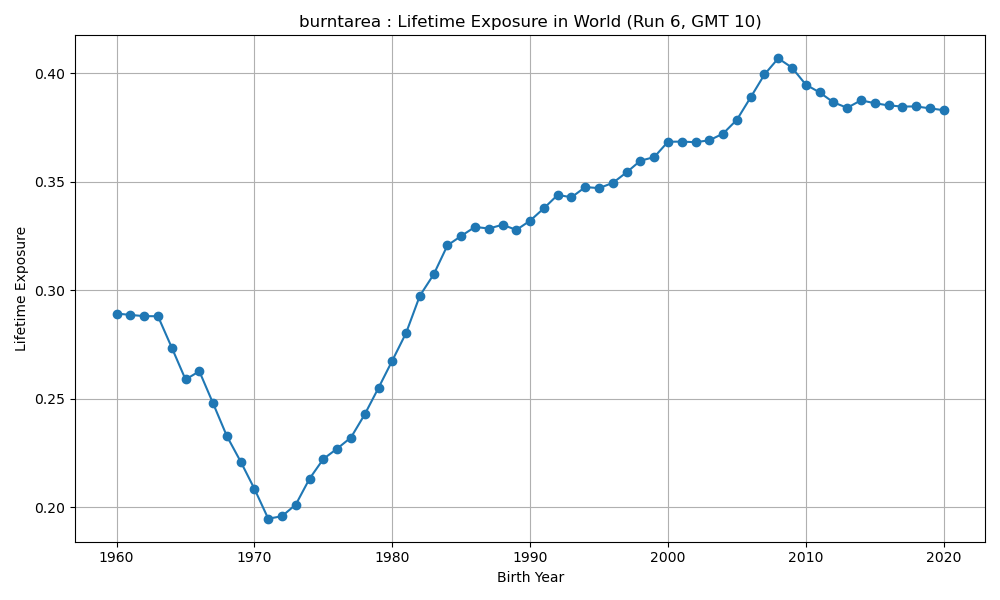 burntarea : Lifetime Exposure in World (Run 6, GMT 10)
Lifetime Exposure
0.40
0.35
0.30
0.25
0.20
1960 1970 1980 1990 2000 2010 2020
Birth Year